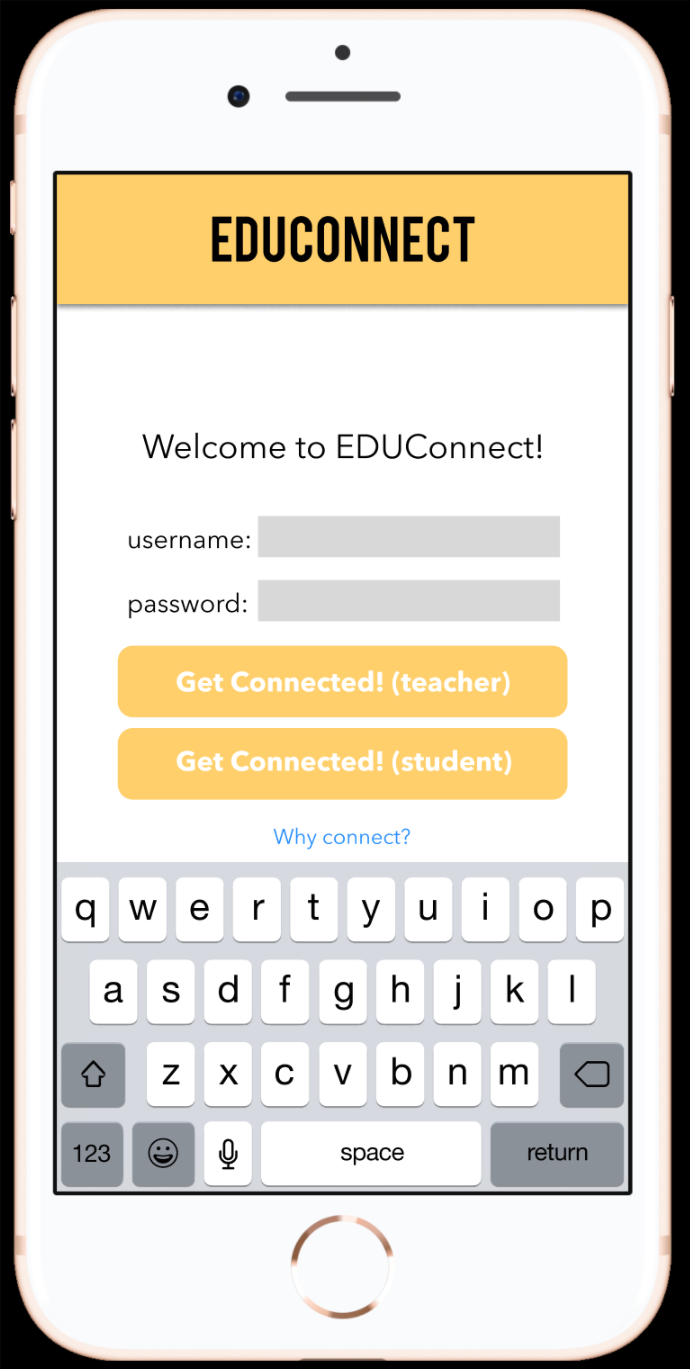 EDUCONNECT
Welcome to EDUConnect!
username:
password:
Get Connected! (teacher)
Get Connected! (student)
Why connect?
q w e r t y u i o p
a s d f g h j k l
z x c v b n m
123 space return